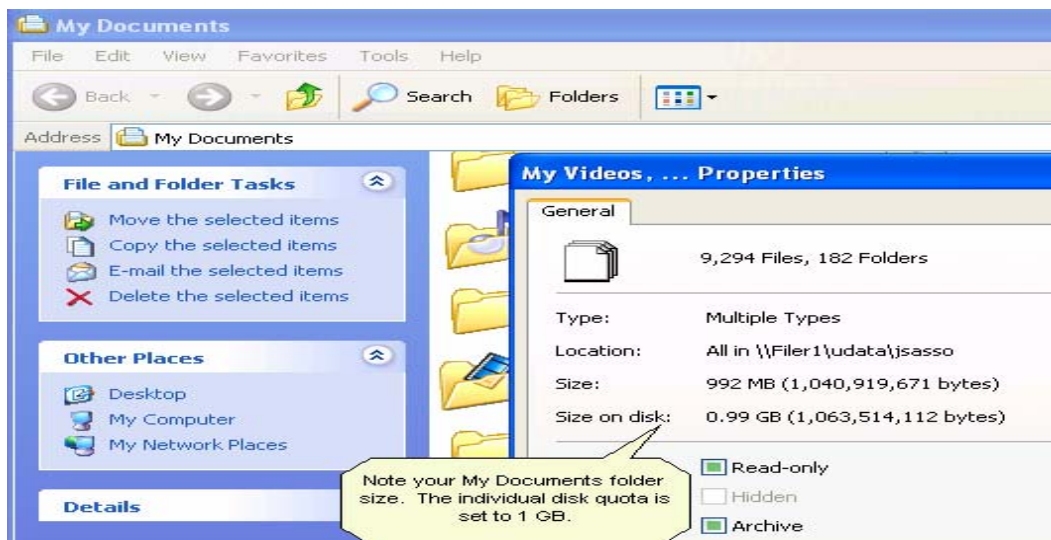 My Documents
File Edit View Favorites Tools Help
Back Search Folders
Address My Documents
File and Folder Tasks
Move the selected items
Copy the selected items
E-mail the selected items
Delete the selected items
Other Places
Desktop
My Computer
My Network Places
Details
My Videos, ... Properties
General
9,294 Files, 182 Folders
Type: Multiple Types
Location: All in \\Filer1\udata\jsasso
Size: 992 MB (1,040,919,671 bytes)
Size on disk: 0.99 GB (1,063,514,112 bytes)
Read-only
Hidden
Archive
Note your My Documents folder
size. The individual disk quota is
set to 1 GB.